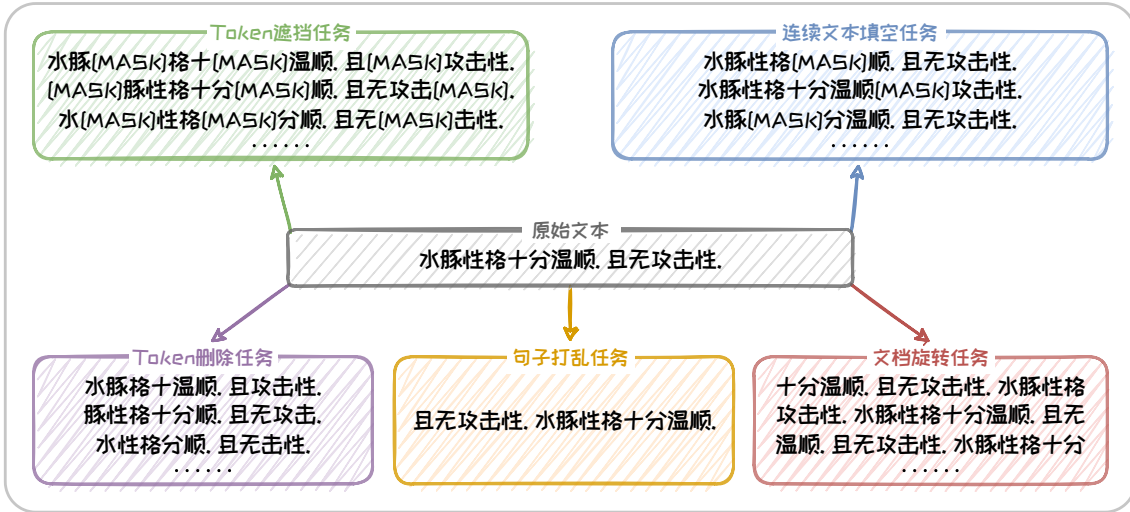 Token遮挡任务
水豚[MASK]格十[MASK]温顺. 且[MASK]攻击性.
[MASK]豚性格十分[MASK]顺. 且无攻击[MASK].
水[MASK]性格[MASK]分顺. 且无[MASK]击性.
......
连续文本填空任务
水豚性格[MASK]顺. 且无攻击性.
水豚性格十分温顺[MASK]攻击性.
水豚[MASK]分温顺. 且无攻击性.
......
原始文本
水豚性格十分温顺. 且无攻击性.
Token删除任务
水豚格十温顺. 且攻击性.
豚性格十分顺. 且无攻击.
水性格分顺. 且无击性.
......
句子打乱任务
且无攻击性. 水豚性格十分温顺.
文档旋转任务
十分温顺. 且无攻击性. 水豚性格
攻击性. 水豚性格十分温顺. 且无
温顺. 且无攻击性. 水豚性格十分
......